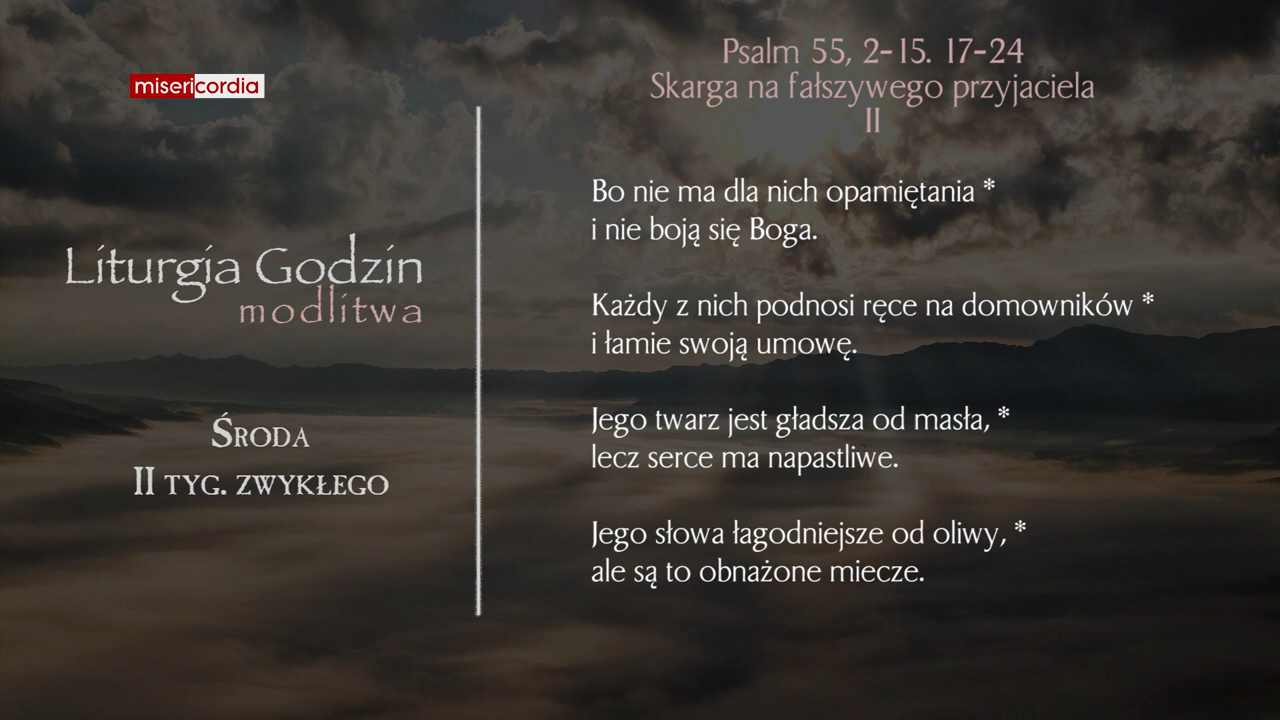 misericordia
Liturgia Godzin
modlitwa
Środa
II tyg. zwykłego
Psalm 55, 2-15. 17-24
Skarga na fałszywego przyjaciela
II
Bo nie ma dla nich opamiętania *
i nie boją się Boga.
Każdy z nich podnosi ręce na domowników *
i łamie swoją umowę.
Jego twarz jest gładsza od masła, *
lecz serce ma napastliwe.
Jego słowa łagodniejsze od oliwy, *
ale są to obnażone miecze.